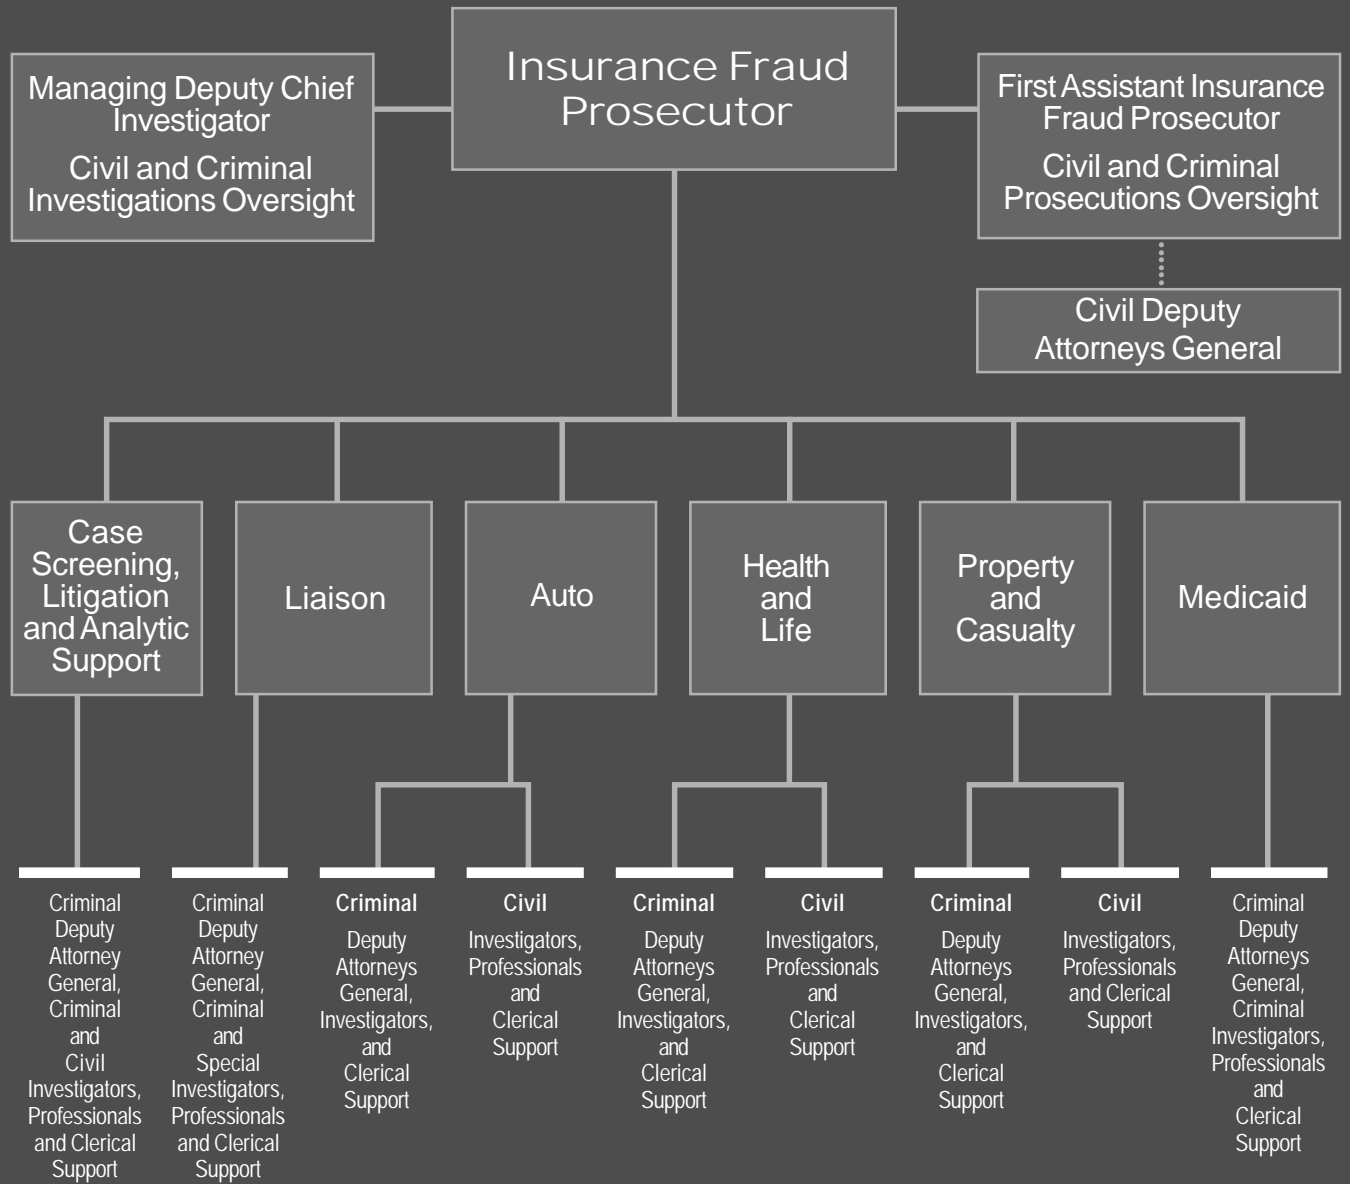 Insurance Fraud
Prosecutor
Managing Deputy Chief
Investigator
Civil and Criminal
Investigations Oversight
First Assistant Insurance
Fraud Prosecutor
Civil and Criminal
Prosecutions Oversight
Civil Deputy
Attorneys General
Case
Screening,
Litigation
and Analytic
Support
Liaison
Auto
Health
and
Life
Property
and
Casualty
Medicaid
Criminal
Deputy
Attorney
General,
Criminal
and
Civil
Investigators,
Professionals
and Clerical
Support
Criminal
Deputy
Attorney
General,
Criminal
and
Special
Investigators,
Professionals
and Clerical
Support
Criminal
Deputy
Attorneys
General,
Investigators,
and
Clerical
Support
Civil
Investigators,
Professionals
and
Clerical
Support
Criminal
Deputy
Attorneys
General,
Investigators,
and
Clerical
Support
Civil
Investigators,
Professionals
and
Clerical
Support
Criminal
Deputy
Attorneys
General,
Investigators,
and
Clerical
Support
Civil
Investigators,
Professionals
and Clerical
Support
Criminal
Deputy
Attorneys
General,
Criminal
Investigators,
Professionals
and
Clerical
Support